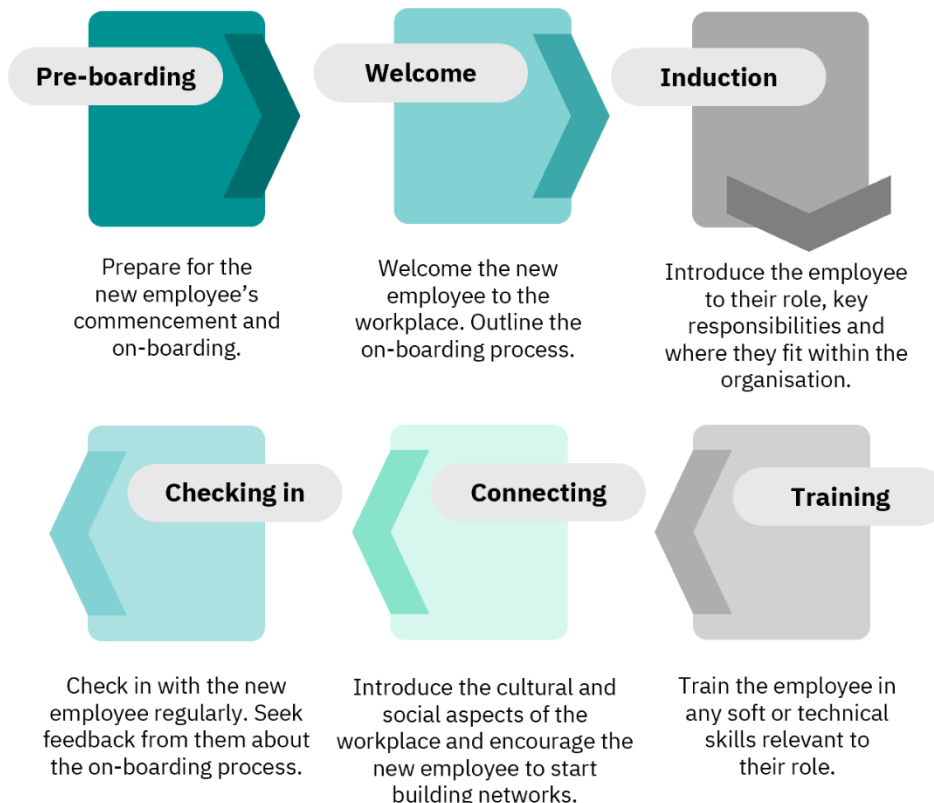 Pre-boarding
Prepare for the
new employee’s
commencement and
on-boarding.
Welcome
Welcome the new
employee to the
workplace. Outline the
on-boarding process.
Induction
Introduce the employee
to their role, key
responsibilities and
where they fit within the
organisation.
Training
Train the employee in
any soft or technical
skills relevant to
their role.
Connecting
Introduce the cultural and
social aspects of the
workplace and encourage the
new employee to start
building networks.
Checking in
Check in with the new
employee regularly. Seek
feedback from them about
the on-boarding process.